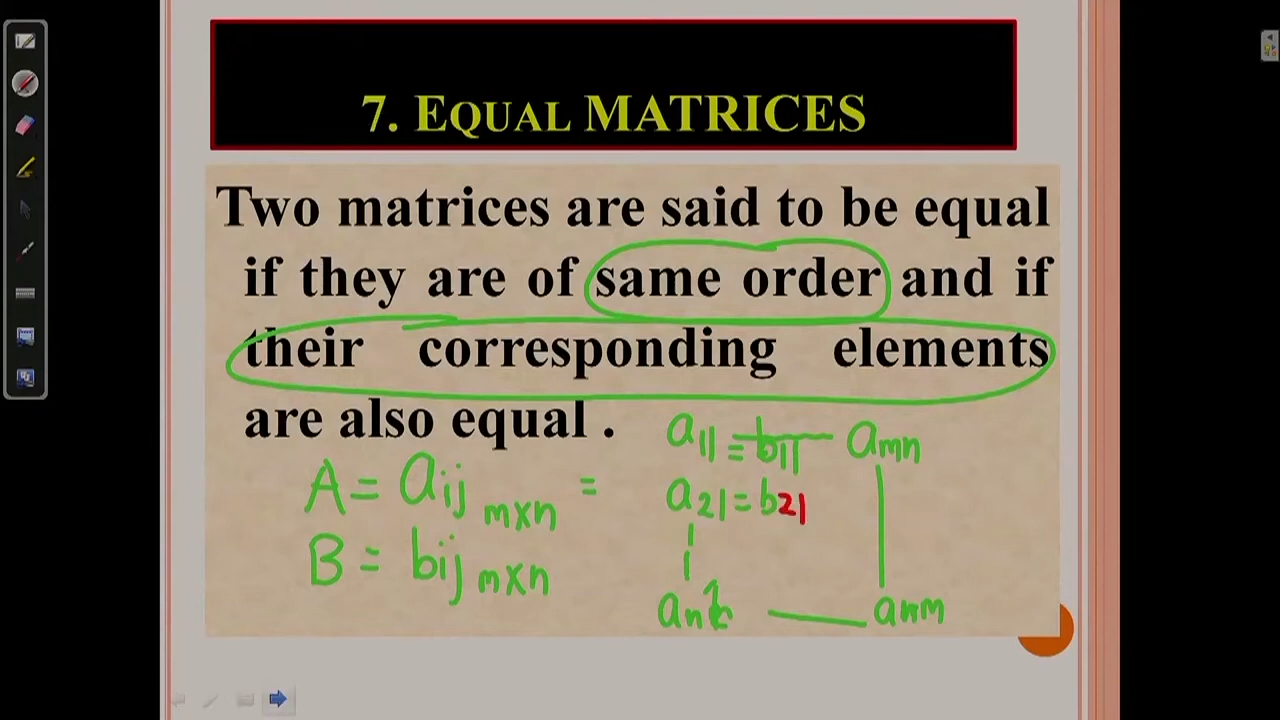 7. EQUAL MATRICES
Two matrices are said to be equal
if they are of same order and if
their corresponding elements
are also equal .
a11 = b11 amn
A = aij mxn =
a21 = b21
B = bij mxn
anm